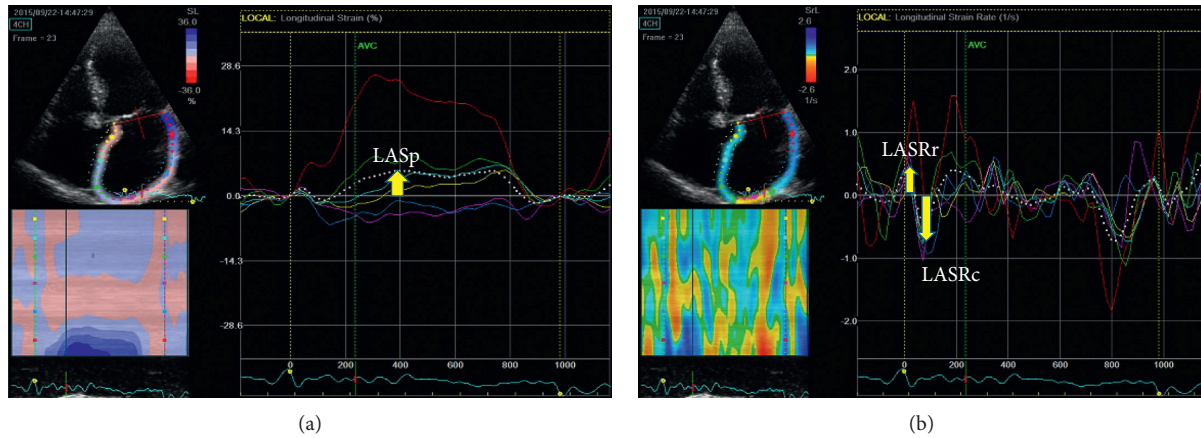 2015/09/22-14:47:29
4CH
Frame = 23
SL
36.0
-36.0
%
LOCAL: Longitudinal Strain (%)
AVC
28.6
14.3
0.0
-14.3
-28.6
LASp
0 200 400 600 800 1000
(a)
2015/09/22-14:47:29
4CH
Frame = 23
SrL
2.6
-2.6
1/s
LOCAL: Longitudinal Strain Rate (1/s)
AVC
2.0
1.0
0.0
-1.0
-2.0
LASRr
LASRc
0 200 400 600 800 1000
(b)